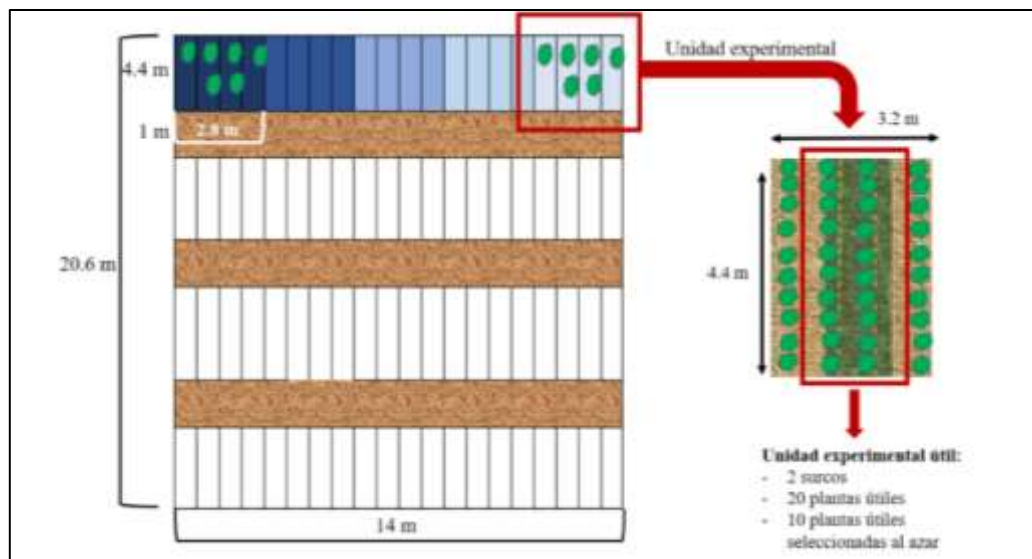 Unidad experimental
4.4 m
1 m
2.8 m
20.6 m
14 m
3.2 m
4.4 m
Unidad experimental útil:
- 2 surcos
- 20 plantas útiles
- 10 plantas útiles
seleccionadas al azar